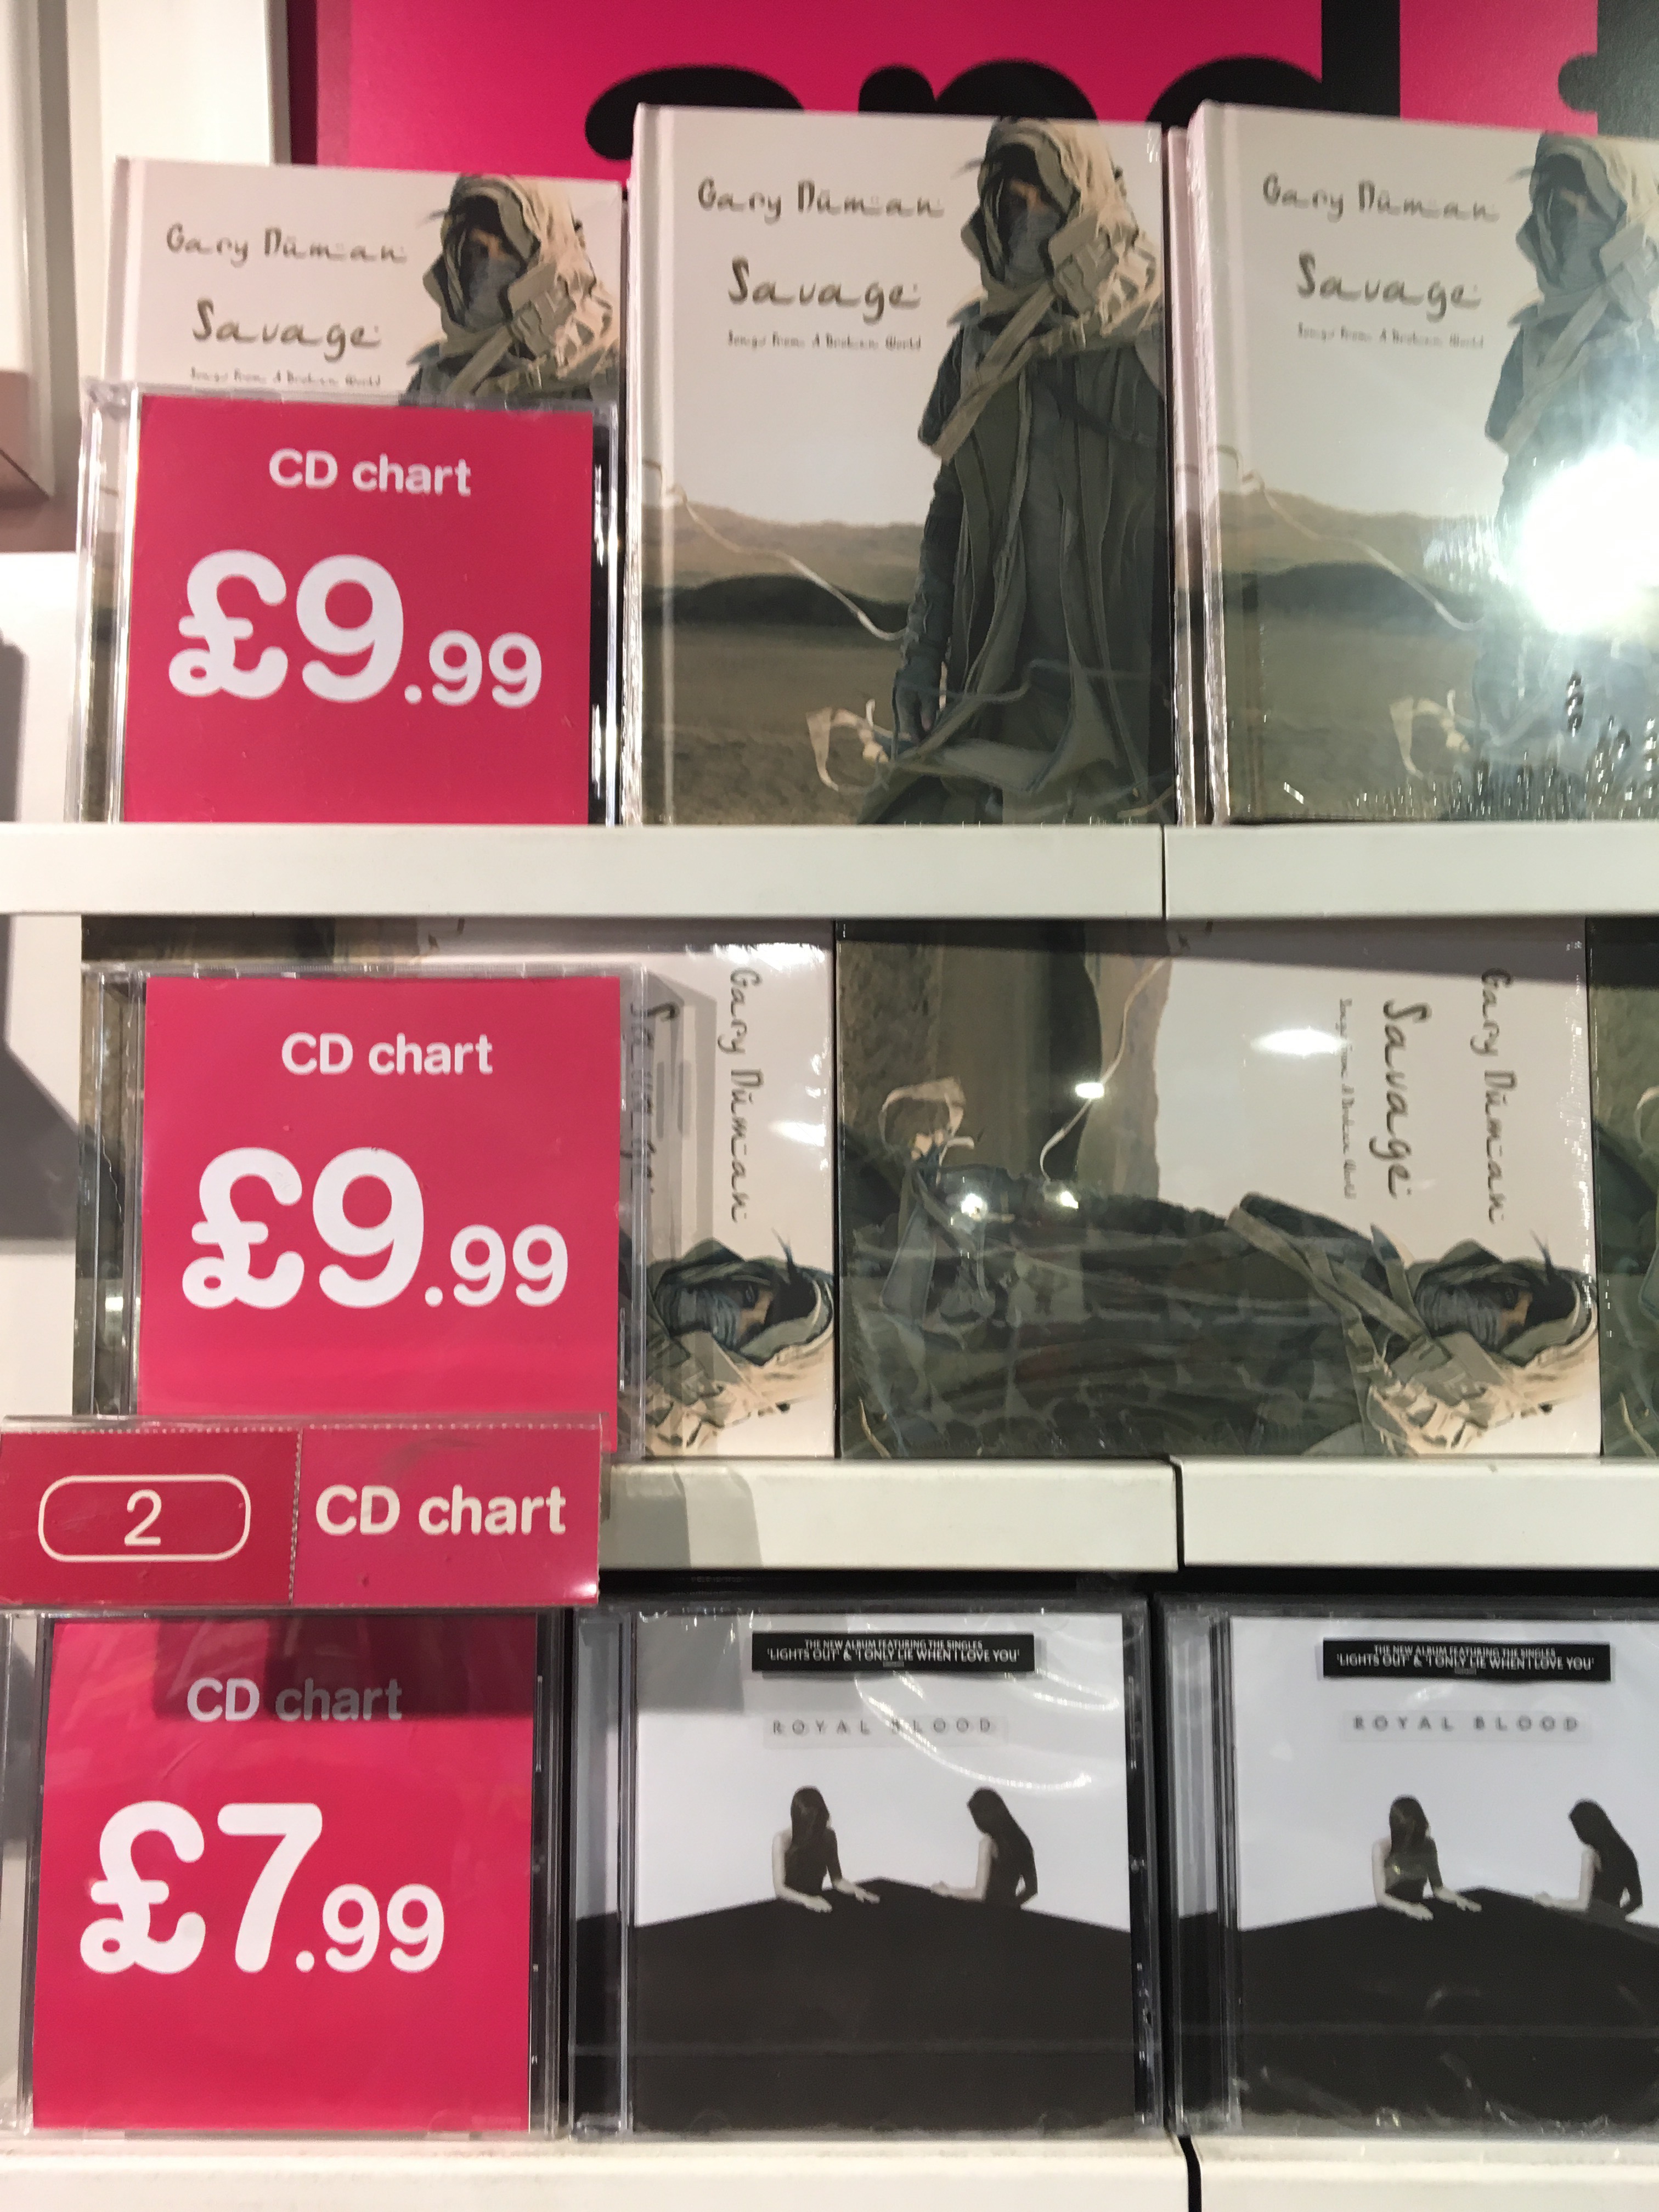 and
Gary Numan
Savage
Songs From A Broken World
Gary Numan
Savage
Songs From A Broken World
Gary Numan
Savage
Songs From A Broken World
CD chart
£9.99
Gary Numan
Savage
Gary Numan
Savage
Songs From A Broken World
CD chart
£9.99
2
CD chart
CD chart
£7.99
THE NEW ALBUM FEATURING THE SINGLES
'LIGHTS OUT' & 'I ONLY LIE WHEN I LOVE YOU'
ROYAL BLOOD
THE NEW ALBUM FEATURING THE SINGLES
'LIGHTS OUT' & 'I ONLY LIE WHEN I LOVE YOU'
ROYAL BLOOD